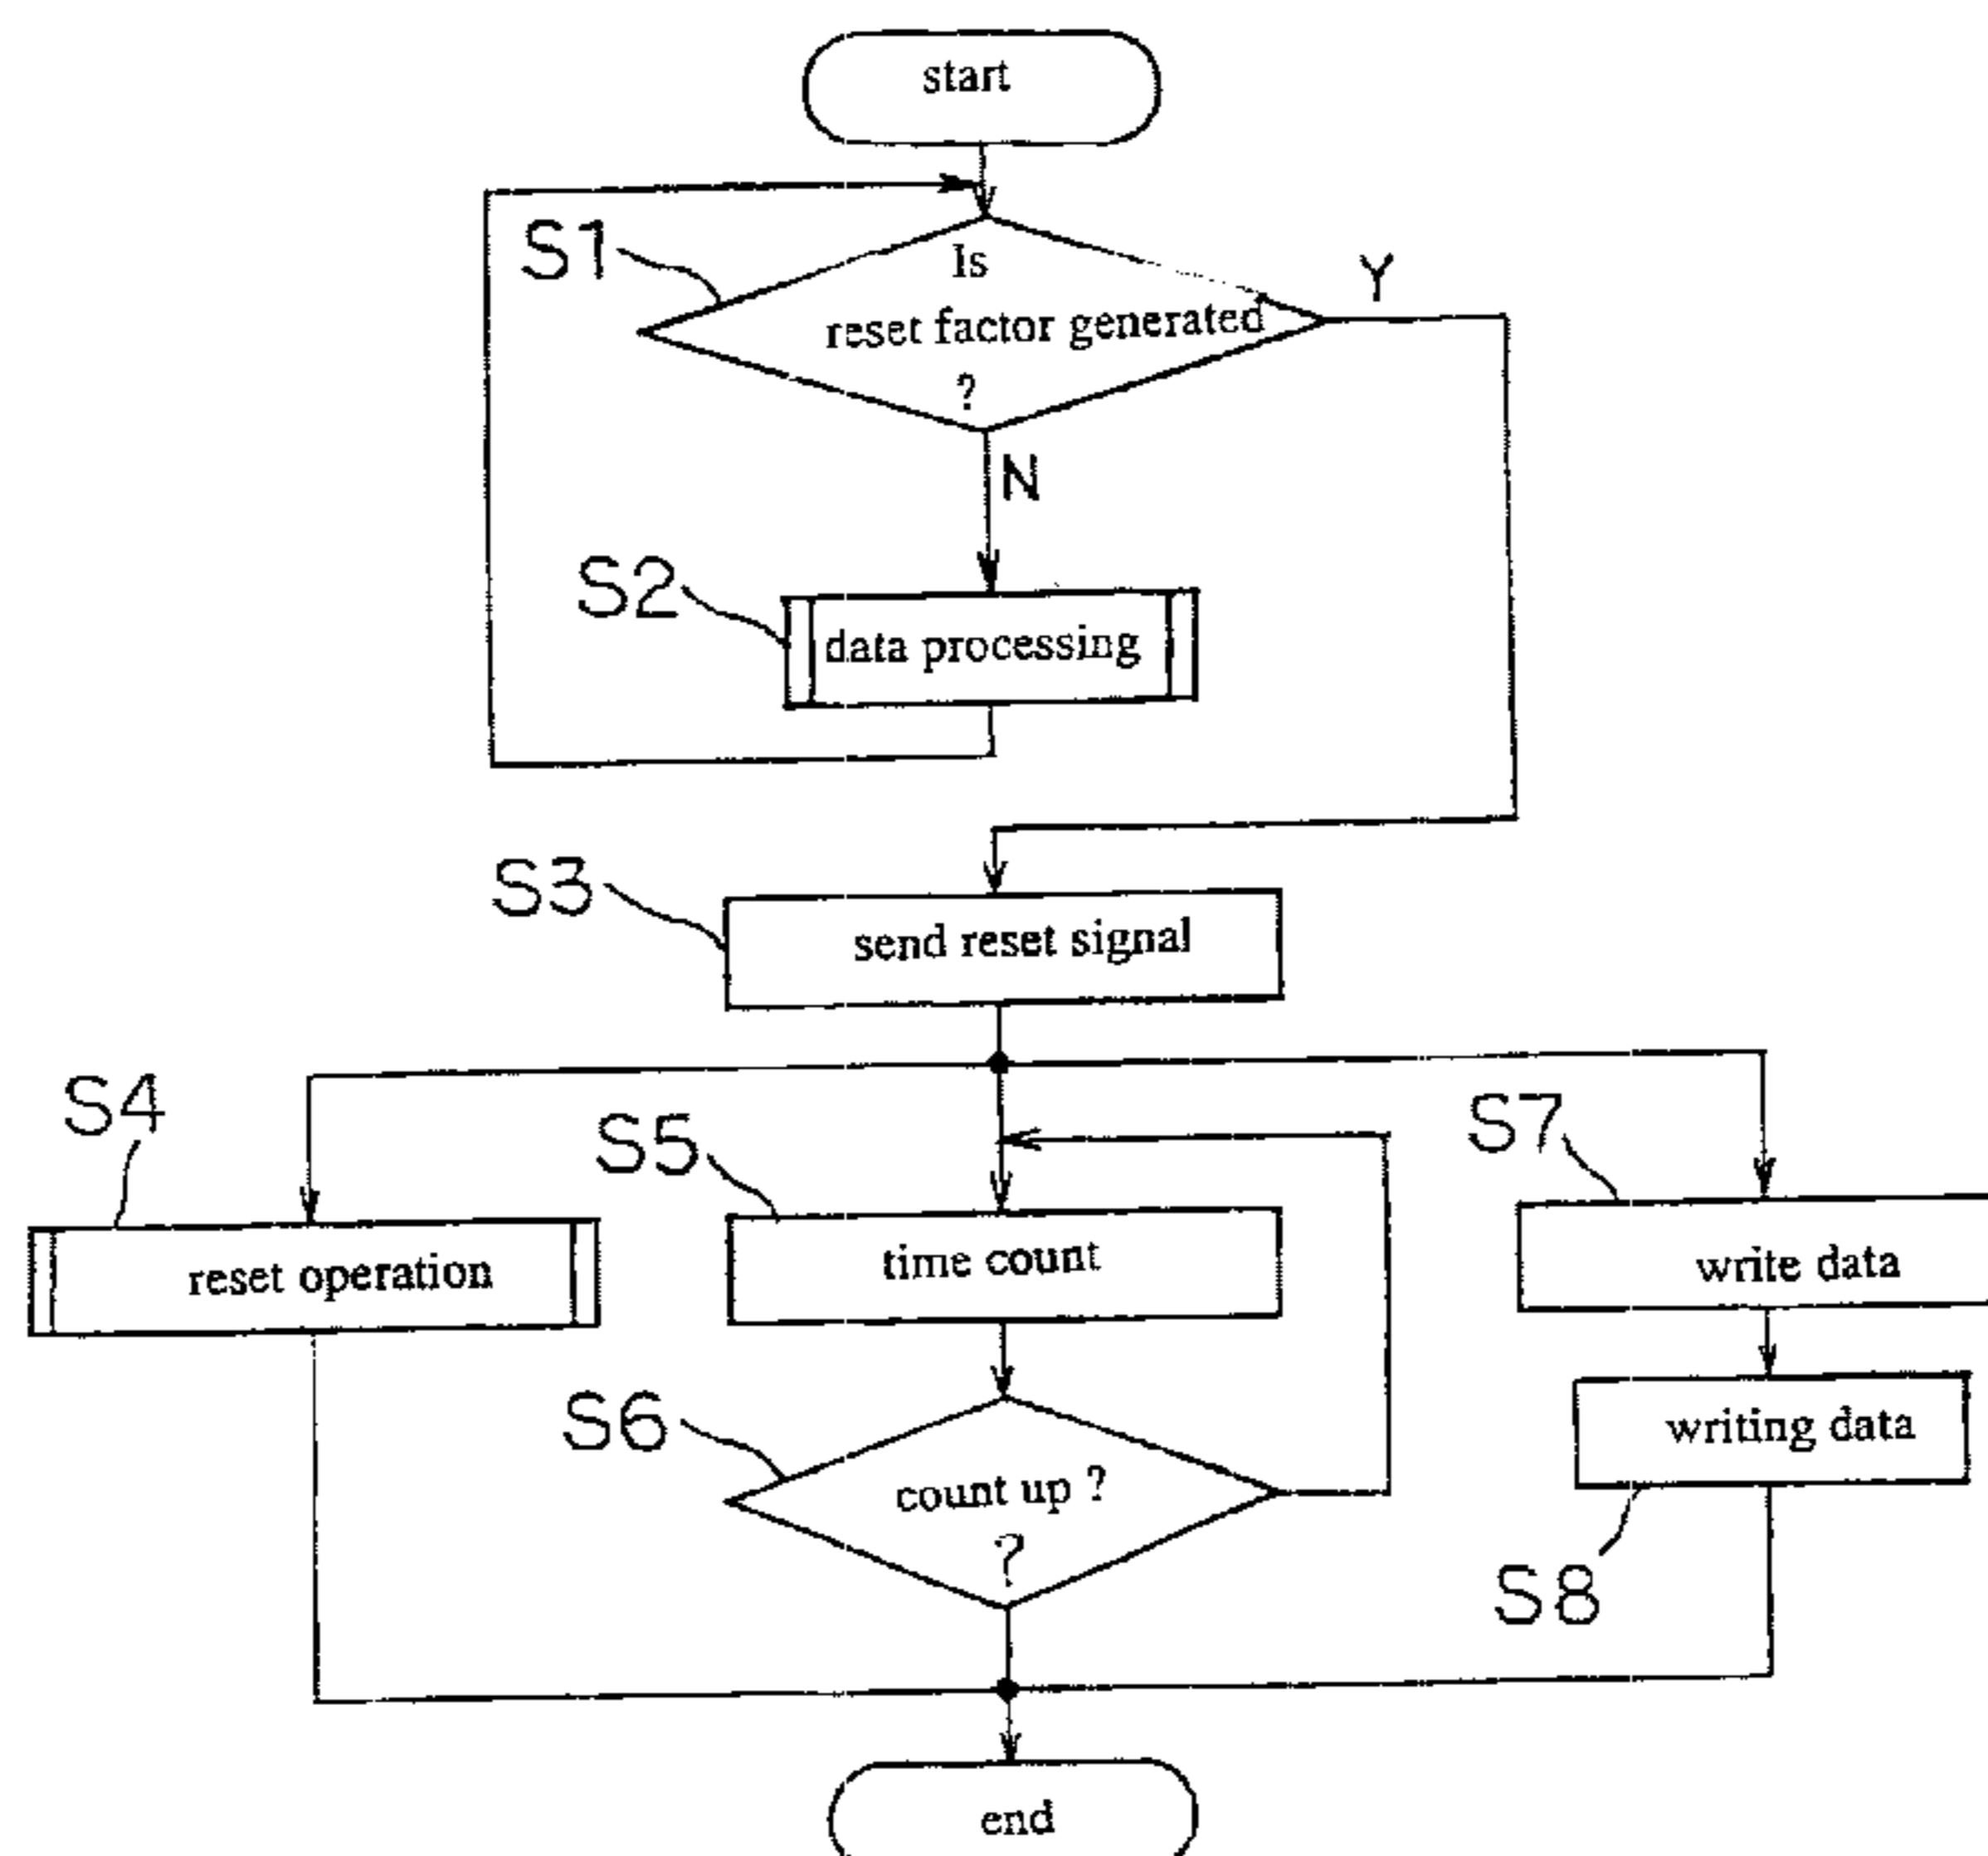 start
S1
Is
reset factor generated
?
Y
N
S2
data processing
S3
send reset signal
S4
reset operation
S5
time count
S6
count up ?
?
S7
write data
writing data
S8
end